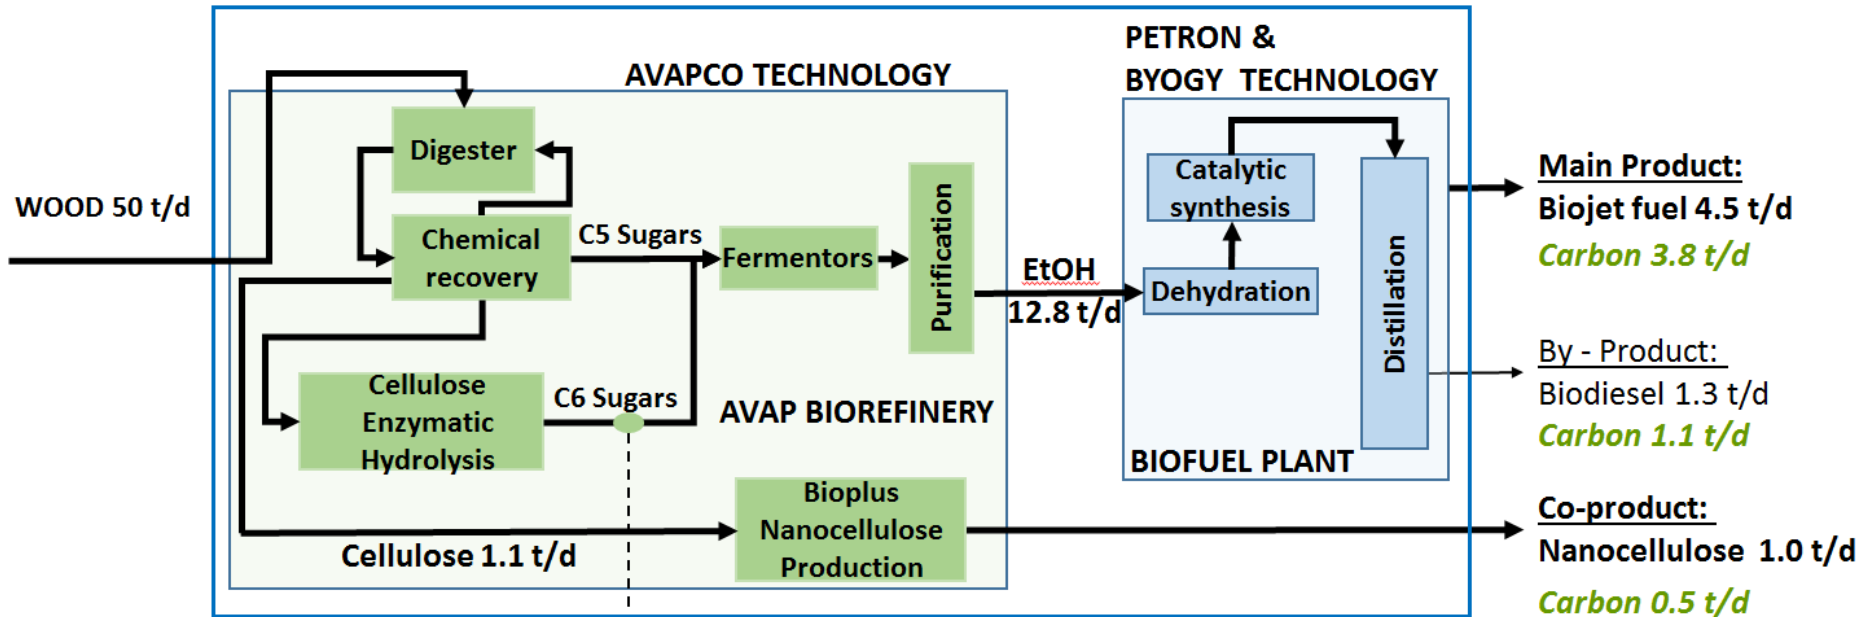 PETRON &
BYOGY TECHNOLOGY
AVAPCO TECHNOLOGY
WOOD 50 t/d
Digester
Chemical
recovery
C5 Sugars
Fermentors
Purification
EtOH
12.8 t/d
Catalytic
synthesis
Dehydration
Distillation
Cellulose
Enzymatic
Hydrolysis
C6 Sugars
AVAP BIOREFINERY
BIOFUEL PLANT
Bioplus
Nanocellulose
Production
Cellulose 1.1 t/d
Main Product:
Biojet fuel 4.5 t/d
Carbon 3.8 t/d
By - Product:
Biodiesel 1.3 t/d
Carbon 1.1 t/d
Co-product:
Nanocellulose 1.0 t/d
Carbon 0.5 t/d